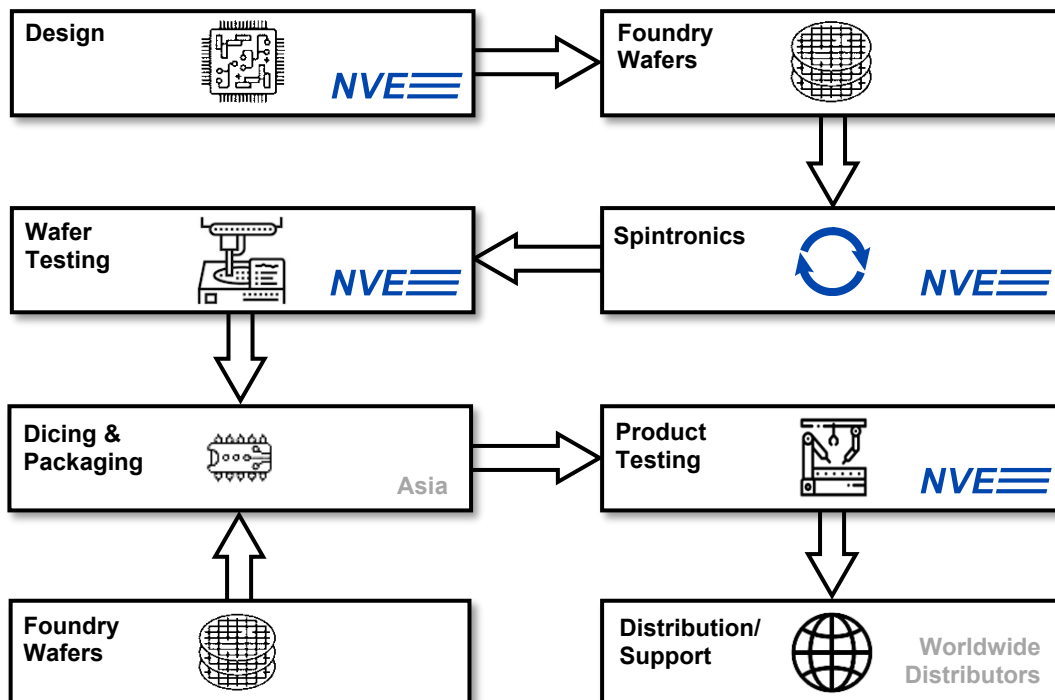 Design
NVE
Foundry
Wafers
Wafer
Testing
NVE
Spintronics
NVE
Dicing &
Packaging
Asia
Product
Testing
NVE
Foundry
Wafers
Distribution/
Support
Worldwide
Distributors